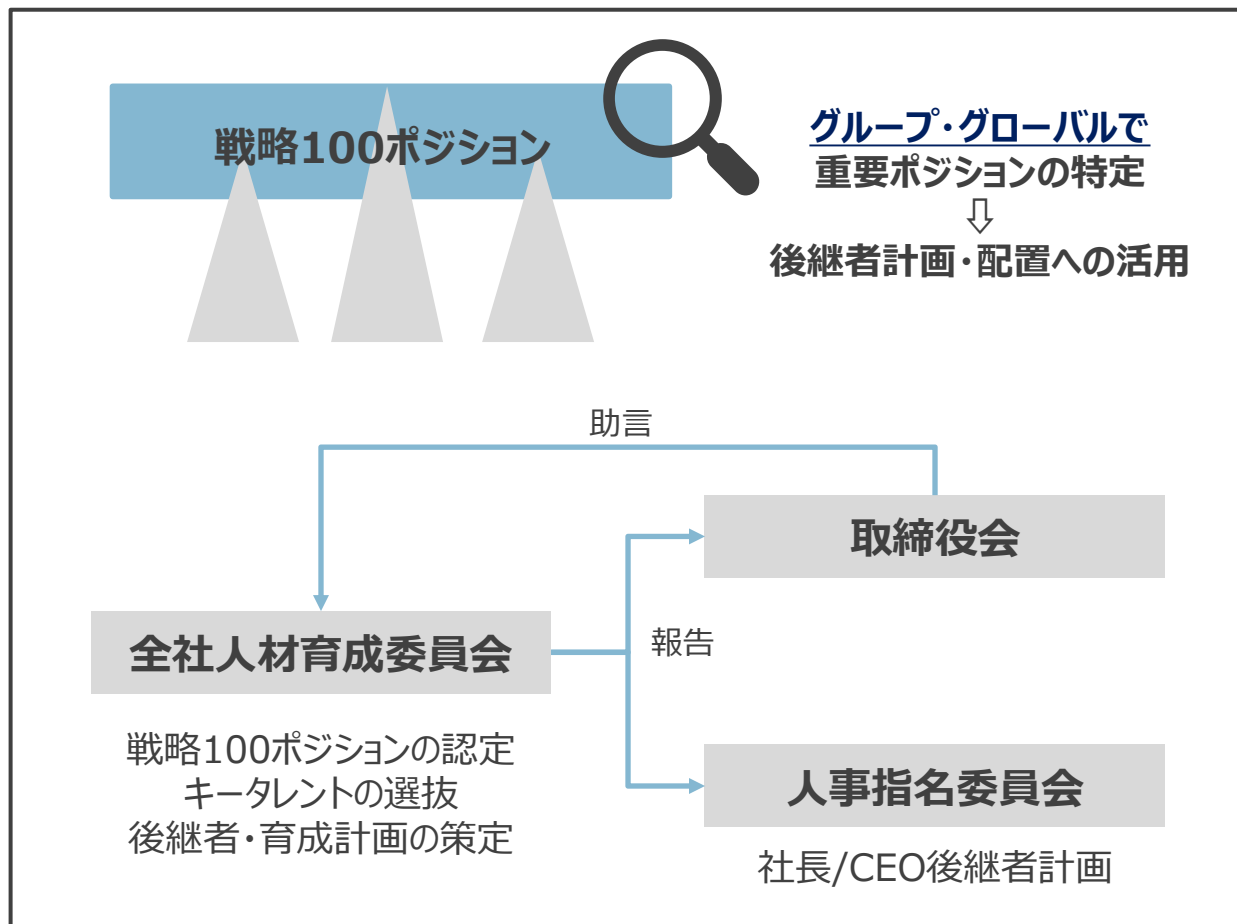 戦略100ポジション
グループ・グローバルで
重要ポジションの特定
⇩
後継者計画・配置への活用
助言
取締役会
全社人材育成委員会
報告
戦略100ポジションの認定
キータレントの選抜
後継者・育成計画の策定
人事指名委員会
社長/CEO後継者計画